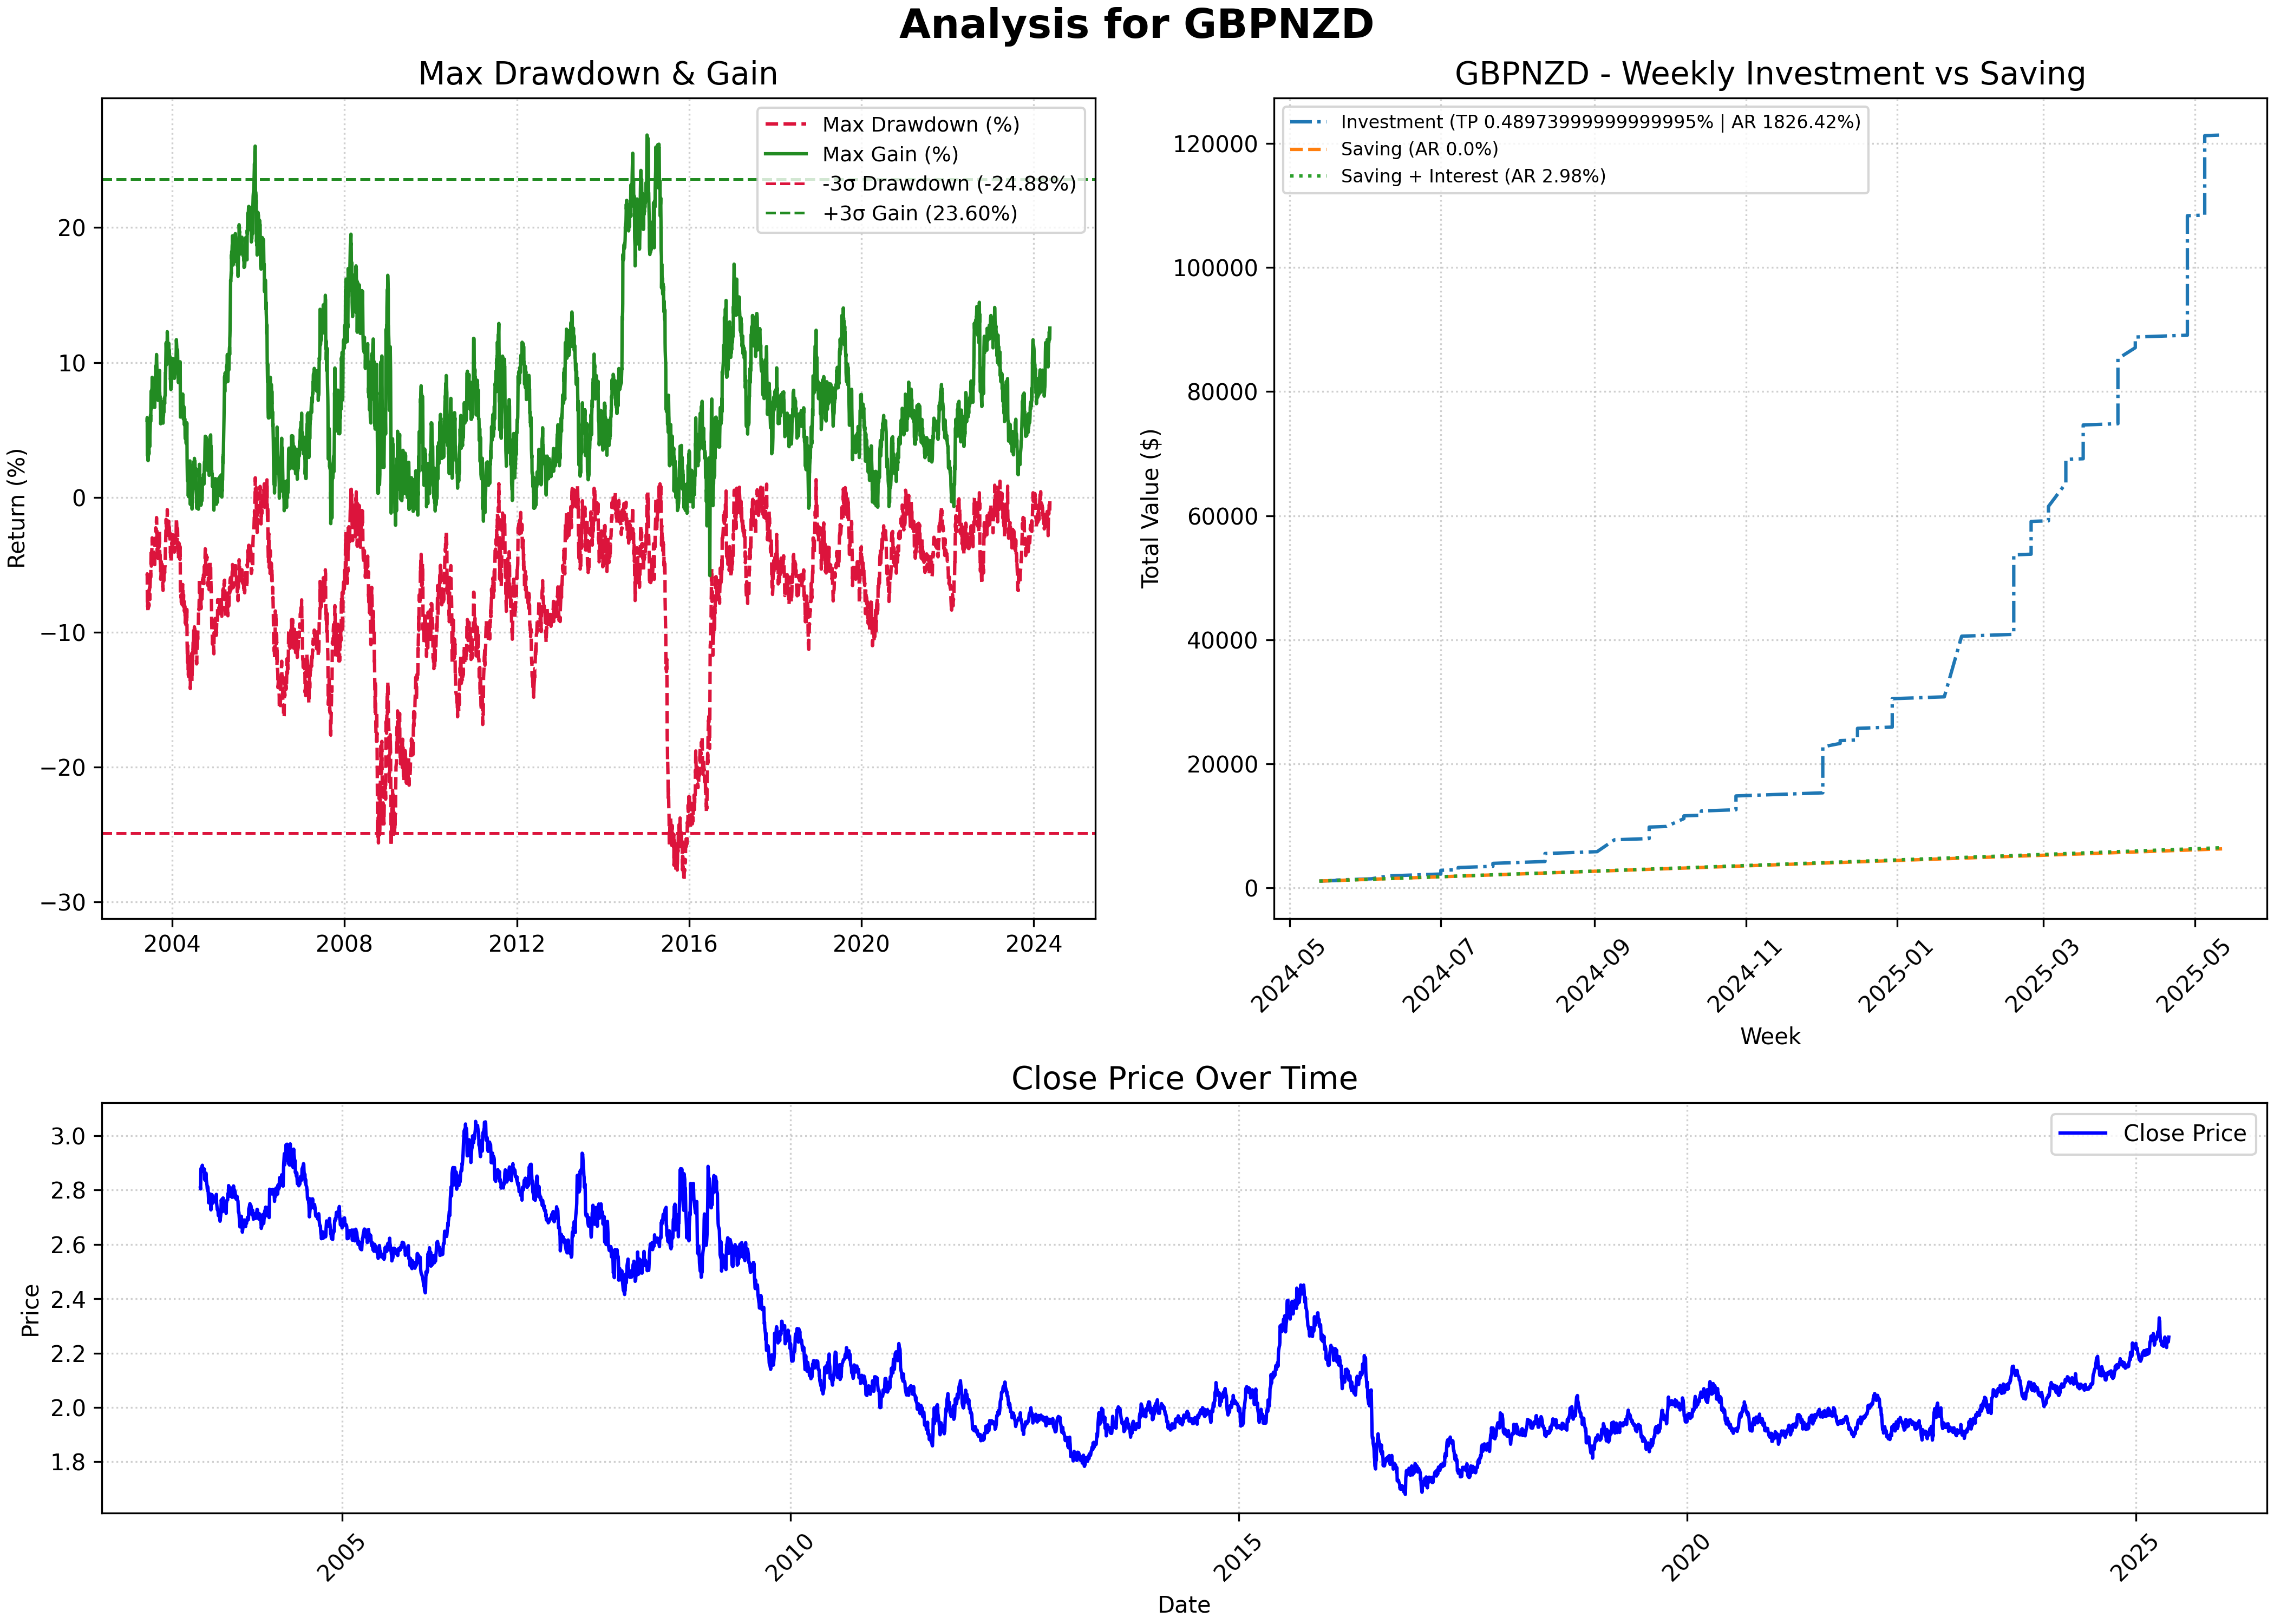 Analysis for GBPNZD
Max Drawdown & Gain
Return (%)
20
10
0
−10
−20
−30
2004
2008
2012
2016
2020
2024
Max Drawdown (%)
Max Gain (%)
-3σ Drawdown (-24.88%)
+3σ Gain (23.60%)
GBPNZD - Weekly Investment vs Saving
Total Value ($)
120000
100000
80000
60000
40000
20000
0
2024-05
2024-07
2024-09
2024-11
2025-01
2025-03
2025-05
Week
Investment (TP 0.48973999999999995% | AR 1826.42%)
Saving (AR 0.0%)
Saving + Interest (AR 2.98%)
Close Price Over Time
Price
3.0
2.8
2.6
2.4
2.2
2.0
1.8
2005
2010
2015
2020
2025
Date
Close Price